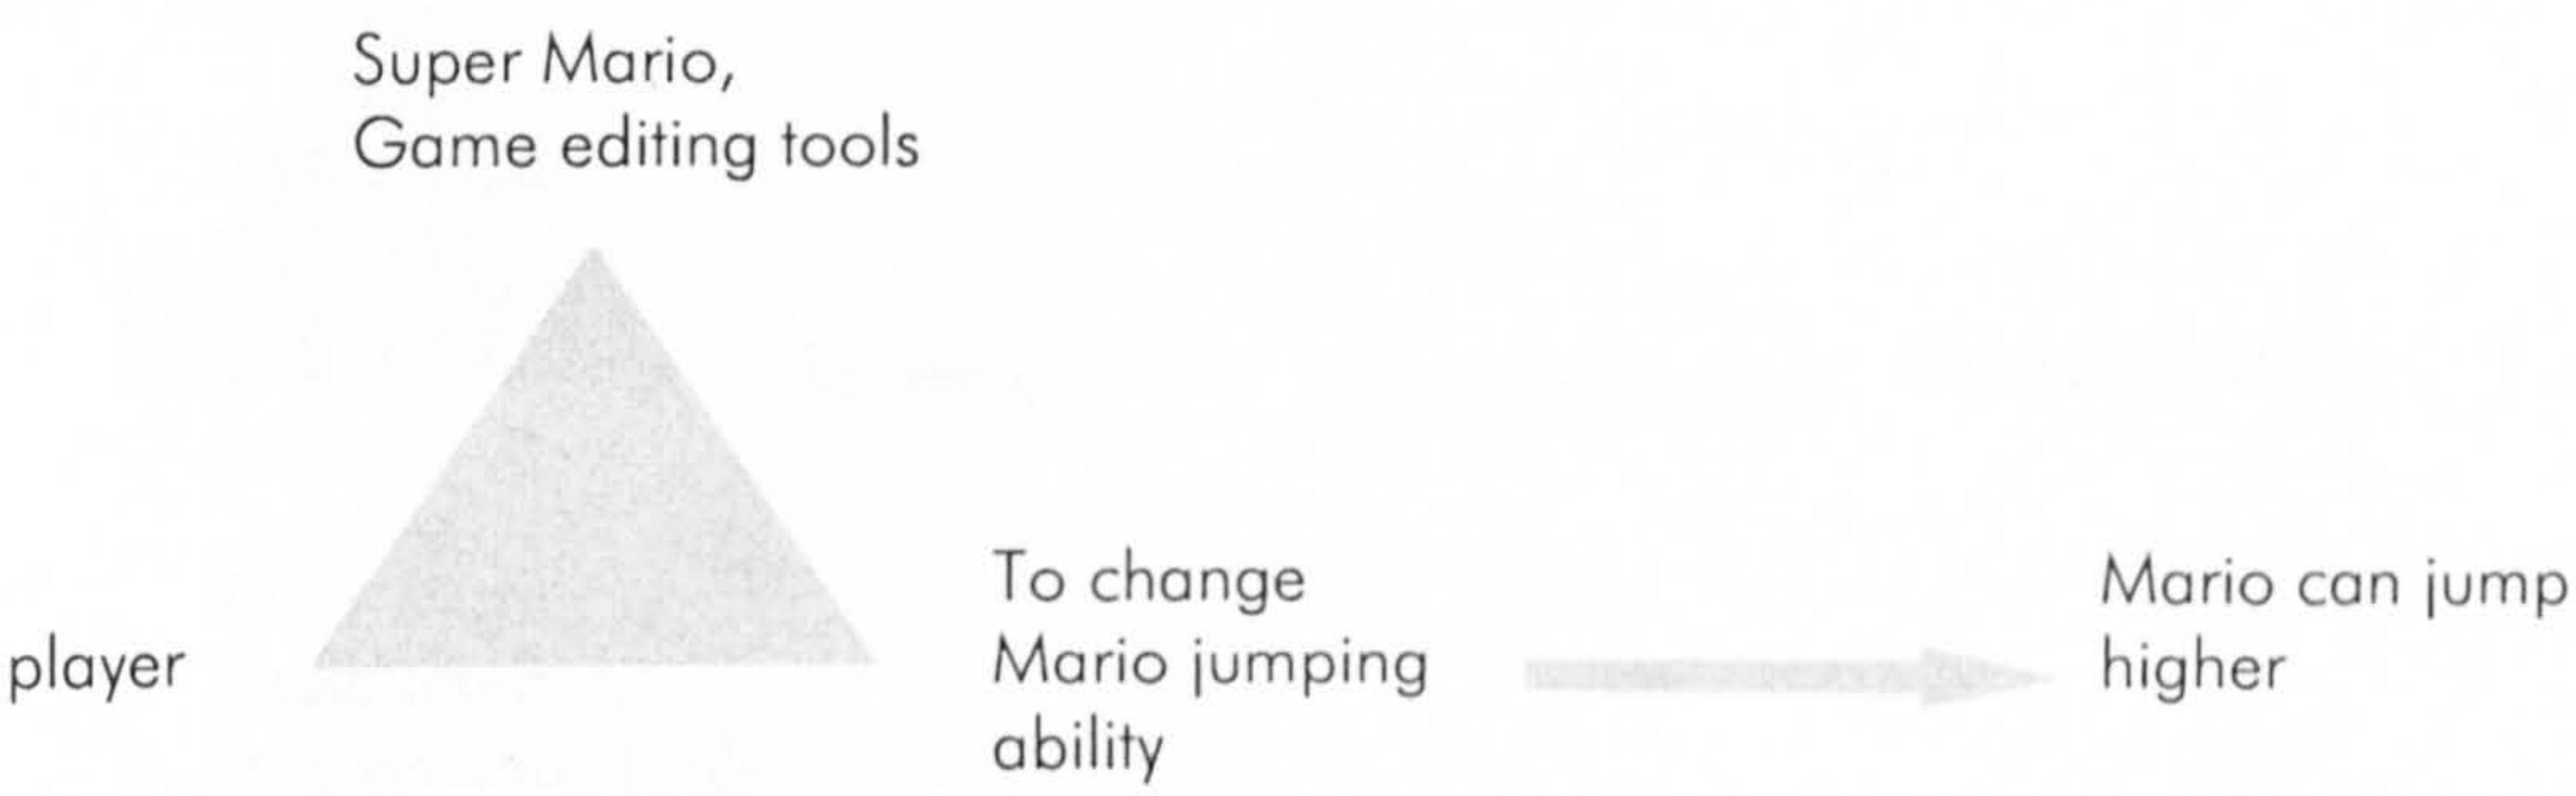 Super Mario,
Game editing tools
player
To change
Mario jumping
ability
Mario can jump
higher